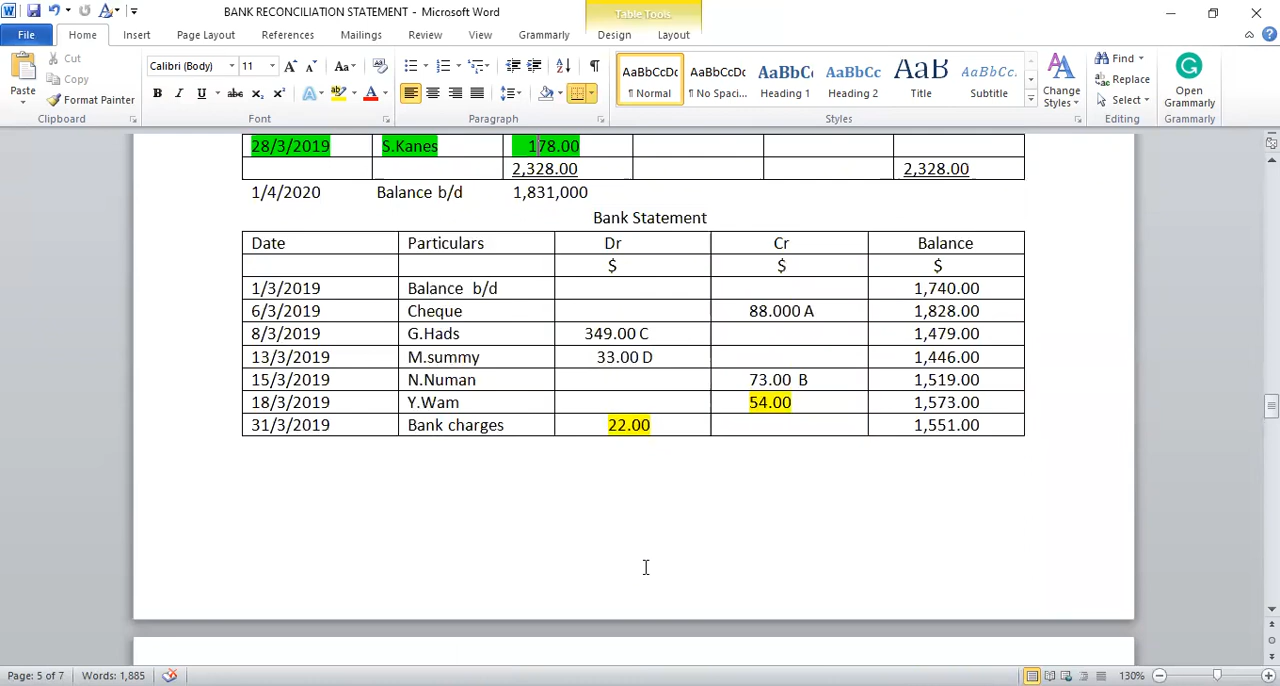 BANK RECONCILIATION STATEMENT - Microsoft Word
Table Tools
File Home Insert Page Layout References Mailings Review View Grammarly Design Layout
Paste
Cut
Copy
Format Painter
Clipboard
Calibri (Body) 11
Font
Paragraph
AaBbCcDc AaBbCcDc AaBbC AaBbCc AaB AaBbCc.
¶ Normal ¶ No Spaci... Heading 1 Heading 2 Title Subtitle
Change Styles
Styles
Find
Replace
Select
Editing
Open Grammarly
Grammarly
28/3/2019 S.Kanes 178.00
2,328.00 2,328.00
1/4/2020 Balance b/d 1,831,000
Bank Statement
Date Particulars Dr Cr Balance
$ $ $
1/3/2019 Balance b/d 1,740.00
6/3/2019 Cheque 88.000 A 1,828.00
8/3/2019 G.Hads 349.00 C 1,479.00
13/3/2019 M.summy 33.00 D 1,446.00
15/3/2019 N.Numan 73.00 B 1,519.00
18/3/2019 Y.Wam 54.00 1,573.00
31/3/2019 Bank charges 22.00 1,551.00
Page: 5 of 7 Words: 1,885 130%